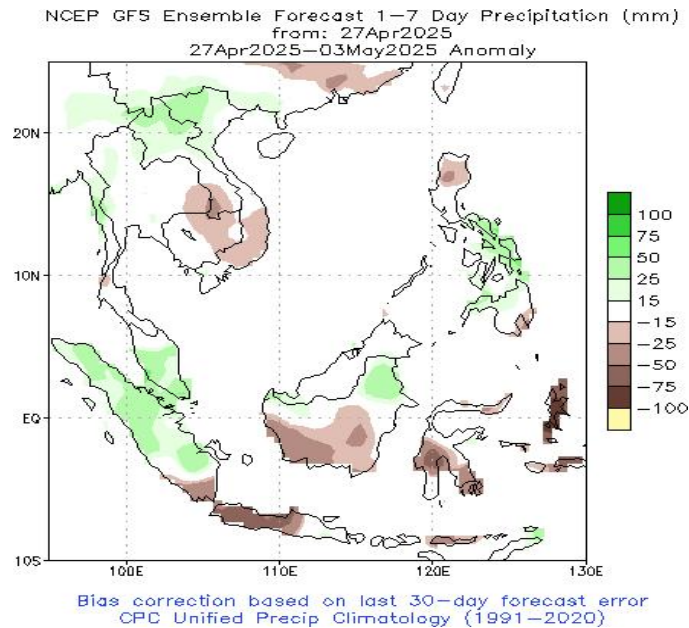 NCEP GFS Ensemble Forecast 1-7 Day Precipitation (mm)
from: 27Apr2025
27Apr2025-03May2025 Anomaly
20N
10N
EQ
10S
100E
110E
120E
130E
100
75
50
25
15
-15
-25
-50
-75
-100
Bias correction based on last 30-day forecast error
CPC Unified Precip Climatology (1991-2020)